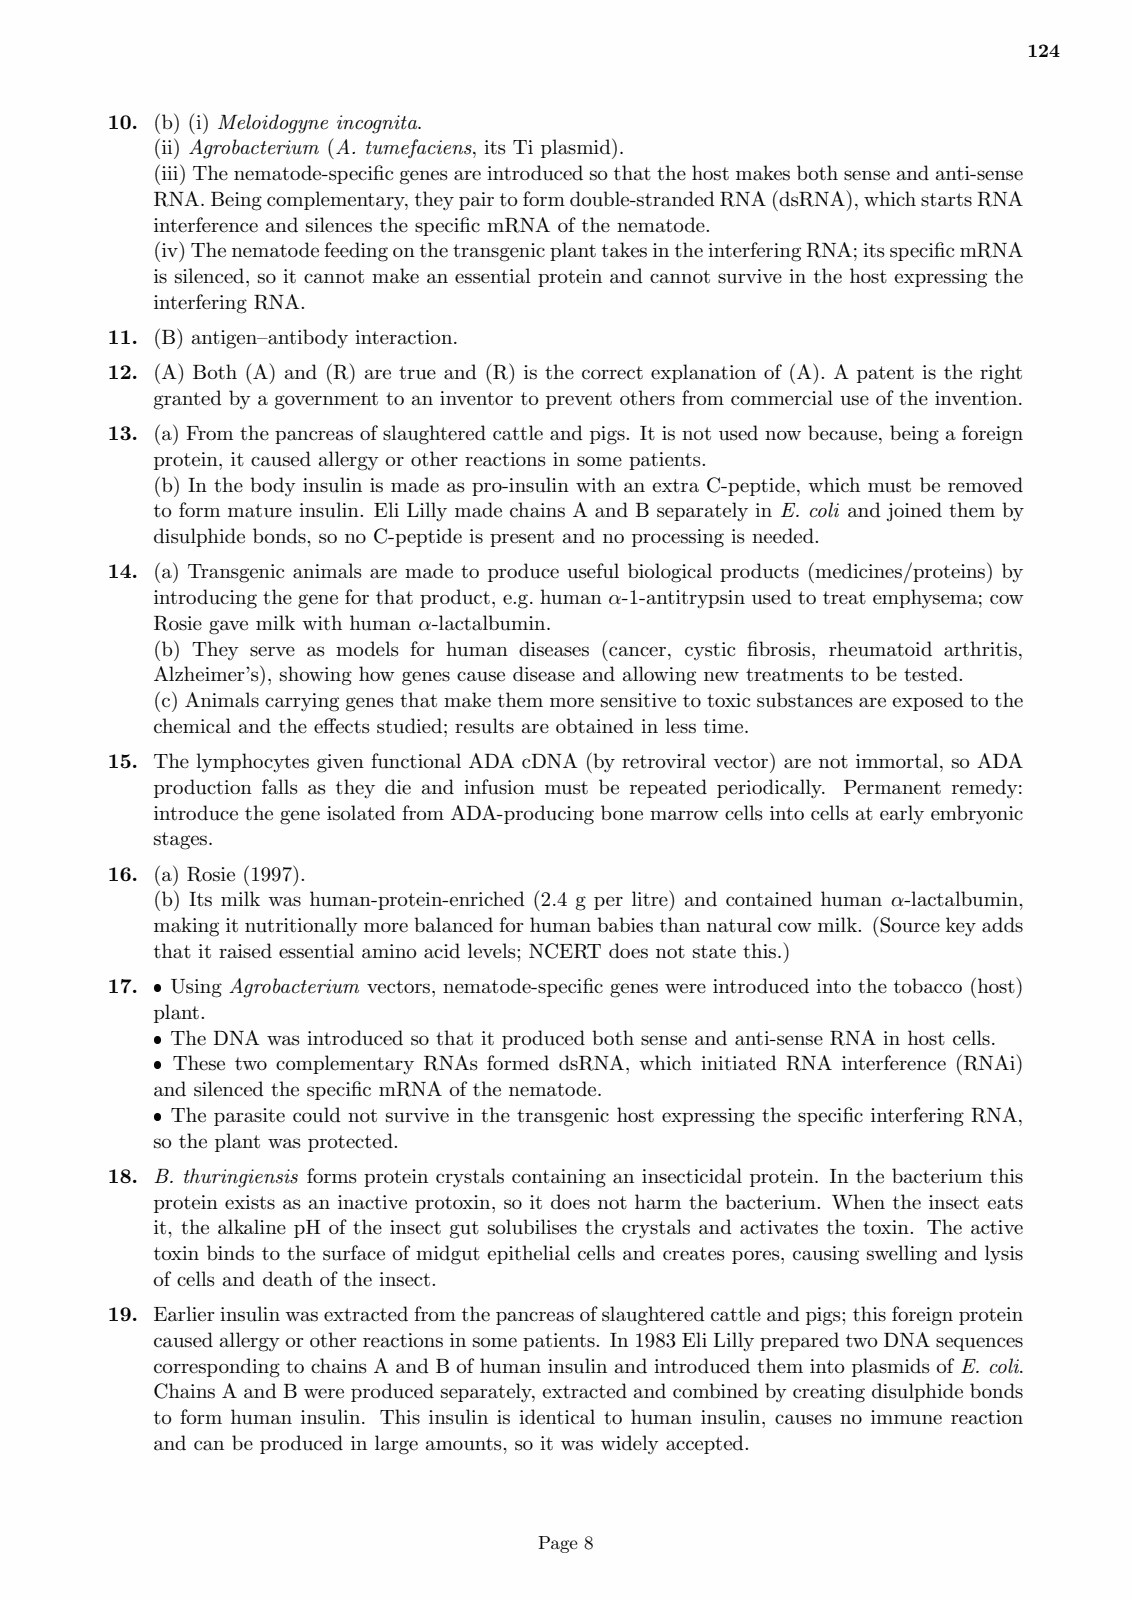 124
10. (b) (i) Meloidogyne incognita.
(ii) Agrobacterium (A. tumefaciens, its Ti plasmid).
(iii) The nematode-specific genes are introduced so that the host makes both sense and anti-sense
RNA. Being complementary, they pair to form double-stranded RNA (dsRNA), which starts RNA
interference and silences the specific mRNA of the nematode.
(iv) The nematode feeding on the transgenic plant takes in the interfering RNA; its specific mRNA
is silenced, so it cannot make an essential protein and cannot survive in the host expressing the
interfering RNA.
11. (B) antigen–antibody interaction.
12. (A) Both (A) and (R) are true and (R) is the correct explanation of (A). A patent is the right
granted by a government to an inventor to prevent others from commercial use of the invention.
13. (a) From the pancreas of slaughtered cattle and pigs. It is not used now because, being a foreign
protein, it caused allergy or other reactions in some patients.
(b) In the body insulin is made as pro-insulin with an extra C-peptide, which must be removed
to form mature insulin. Eli Lilly made chains A and B separately in E. coli and joined them by
disulphide bonds, so no C-peptide is present and no processing is needed.
14. (a) Transgenic animals are made to produce useful biological products (medicines/proteins) by
introducing the gene for that product, e.g. human α-1-antitrypsin used to treat emphysema; cow
Rosie gave milk with human α-lactalbumin.
(b) They serve as models for human diseases (cancer, cystic fibrosis, rheumatoid arthritis,
Alzheimer's), showing how genes cause disease and allowing new treatments to be tested.
(c) Animals carrying genes that make them more sensitive to toxic substances are exposed to the
chemical and the effects studied; results are obtained in less time.
15. The lymphocytes given functional ADA cDNA (by retroviral vector) are not immortal, so ADA
production falls as they die and infusion must be repeated periodically. Permanent remedy:
introduce the gene isolated from ADA-producing bone marrow cells into cells at early embryonic
stages.
16. (a) Rosie (1997).
(b) Its milk was human-protein-enriched (2.4 g per litre) and contained human α-lactalbumin,
making it nutritionally more balanced for human babies than natural cow milk. (Source key adds
that it raised essential amino acid levels; NCERT does not state this.)
17. • Using Agrobacterium vectors, nematode-specific genes were introduced into the tobacco (host)
plant.
• The DNA was introduced so that it produced both sense and anti-sense RNA in host cells.
• These two complementary RNAs formed dsRNA, which initiated RNA interference (RNAi)
and silenced the specific mRNA of the nematode.
• The parasite could not survive in the transgenic host expressing the specific interfering RNA,
so the plant was protected.
18. B. thuringiensis forms protein crystals containing an insecticidal protein. In the bacterium this
protein exists as an inactive protoxin, so it does not harm the bacterium. When the insect eats
it, the alkaline pH of the insect gut solubilises the crystals and activates the toxin. The active
toxin binds to the surface of midgut epithelial cells and creates pores, causing swelling and lysis
of cells and death of the insect.
19. Earlier insulin was extracted from the pancreas of slaughtered cattle and pigs; this foreign protein
caused allergy or other reactions in some patients. In 1983 Eli Lilly prepared two DNA sequences
corresponding to chains A and B of human insulin and introduced them into plasmids of E. coli.
Chains A and B were produced separately, extracted and combined by creating disulphide bonds
to form human insulin. This insulin is identical to human insulin, causes no immune reaction
and can be produced in large amounts, so it was widely accepted.
Page 8